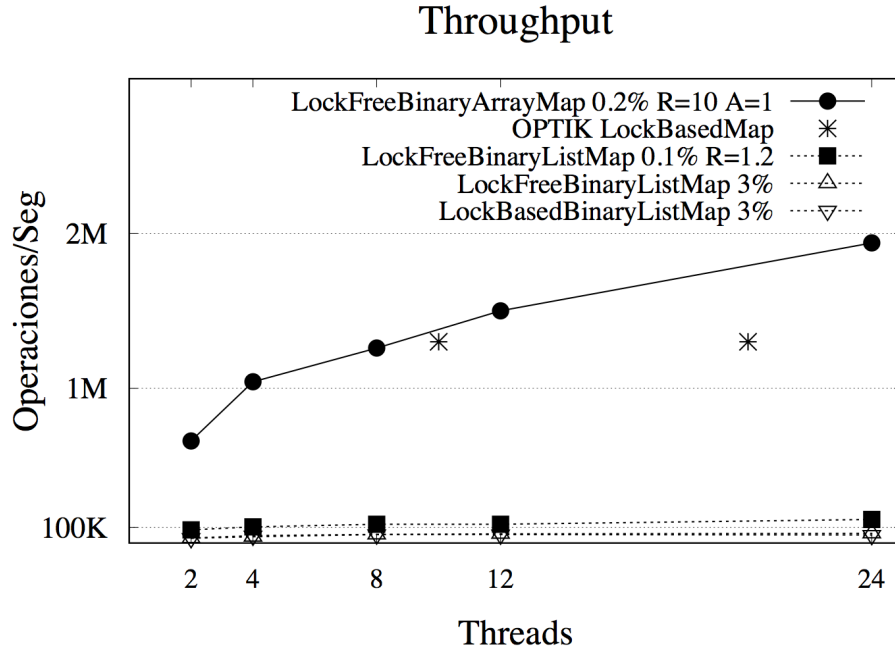 Throughput
LockFreeBinaryArrayMap 0.2% R=10 A=1
OPTIK LockBasedMap
LockFreeBinaryListMap 0.1% R=1.2
LockFreeBinaryListMap 3%
LockBasedBinaryListMap 3%
Operaciones/Seg
2M
1M
100K
2 4 8 12 24
Threads